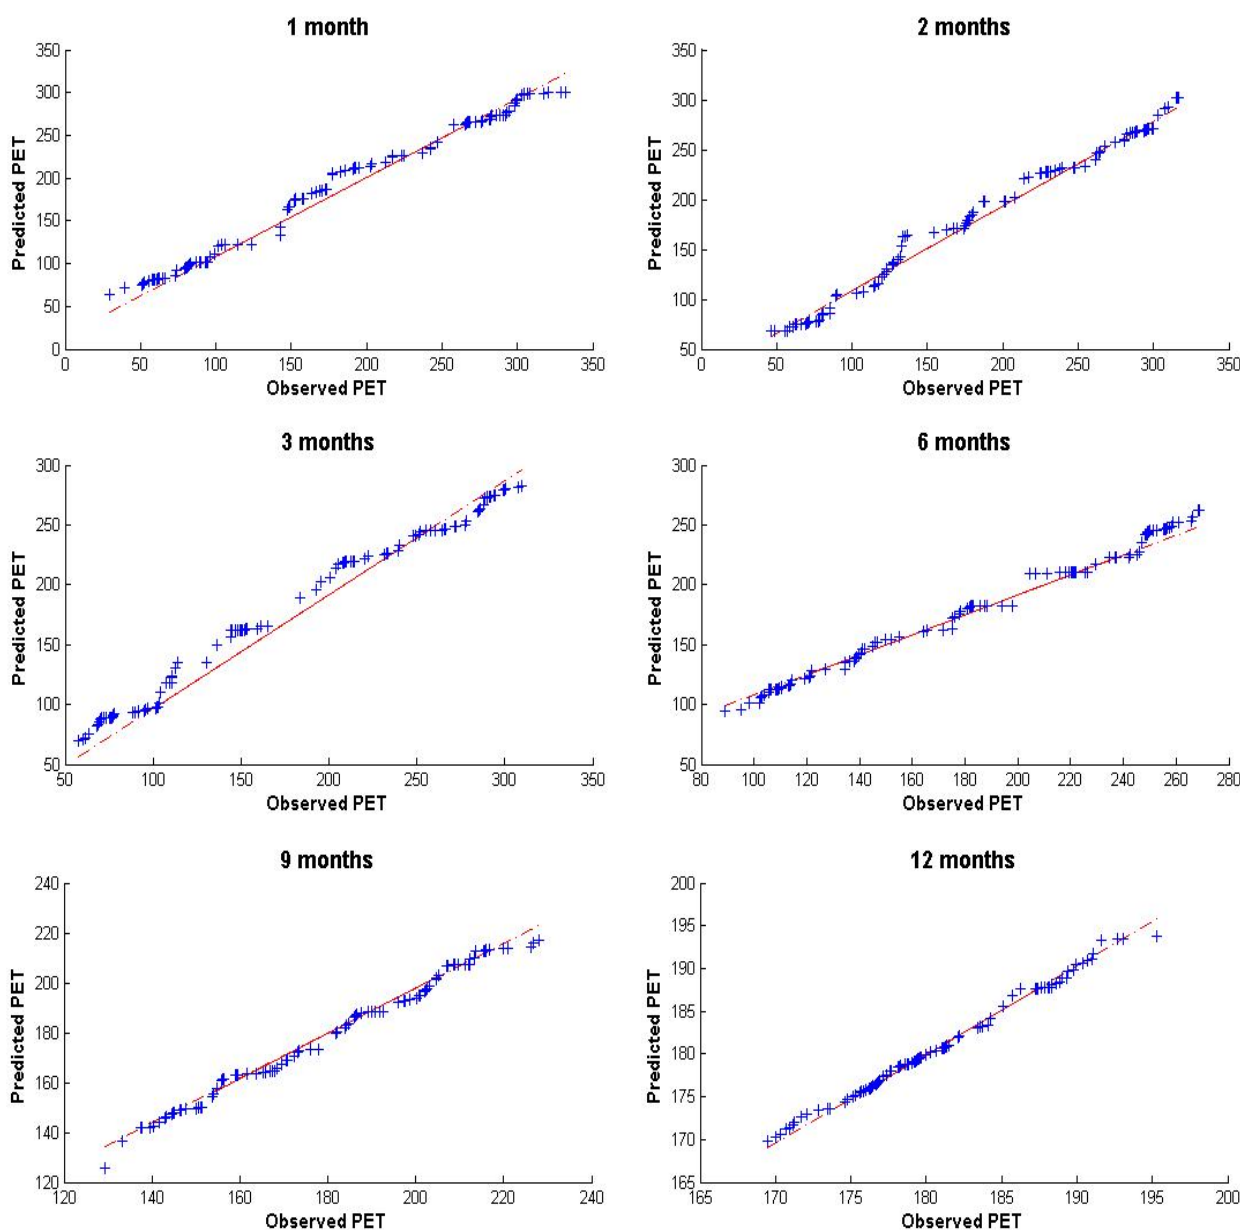 1 month
350
300
250
200
150
100
50
0
Predicted PET
0 50 100 150 200 250 300 350
Observed PET
2 months
350
300
250
200
150
100
50
Predicted PET
0 50 100 150 200 250 300 350
Observed PET
3 months
300
250
200
150
100
50
Predicted PET
50 100 150 200 250 300 350
Observed PET
6 months
300
250
200
150
100
50
Predicted PET
80 100 120 140 160 180 200 220 240 260 280
Observed PET
9 months
240
220
200
180
160
140
120
Predicted PET
120 140 160 180 200 220 240
Observed PET
12 months
200
195
190
185
180
175
170
165
Predicted PET
165 170 175 180 185 190 195 200
Observed PET